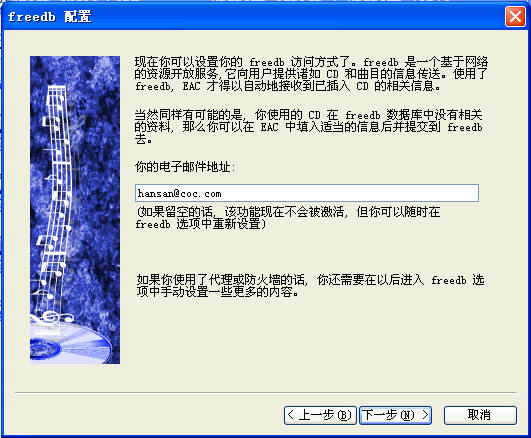 freedb 配置
现在你可以设置你的 freedb 访问方式了。freedb 是一个基于网络
的资源开放服务,它向用户提供诸如 CD 和曲目的信息传送。使用了
freedb, EAC 才得以自动地接收到已插入 CD 的相关信息。
当然同样有可能的是，你使用的 CD 在 freedb 数据库中没有相关
的资料，那么你可以在 EAC 中填入适当的信息后并提交到 freedb
去。
你的电子邮件地址:
hansan@coc.com
(如果留空的话，该功能现在不会被激活，但你可以随时在
freedb 选项中重新设置)
如果你使用了代理或防火墙的话，你还需要在以后进入 freedb 选
项中手动设置一些更多的内容。
< 上一步(B) 下一步(N) > 取消